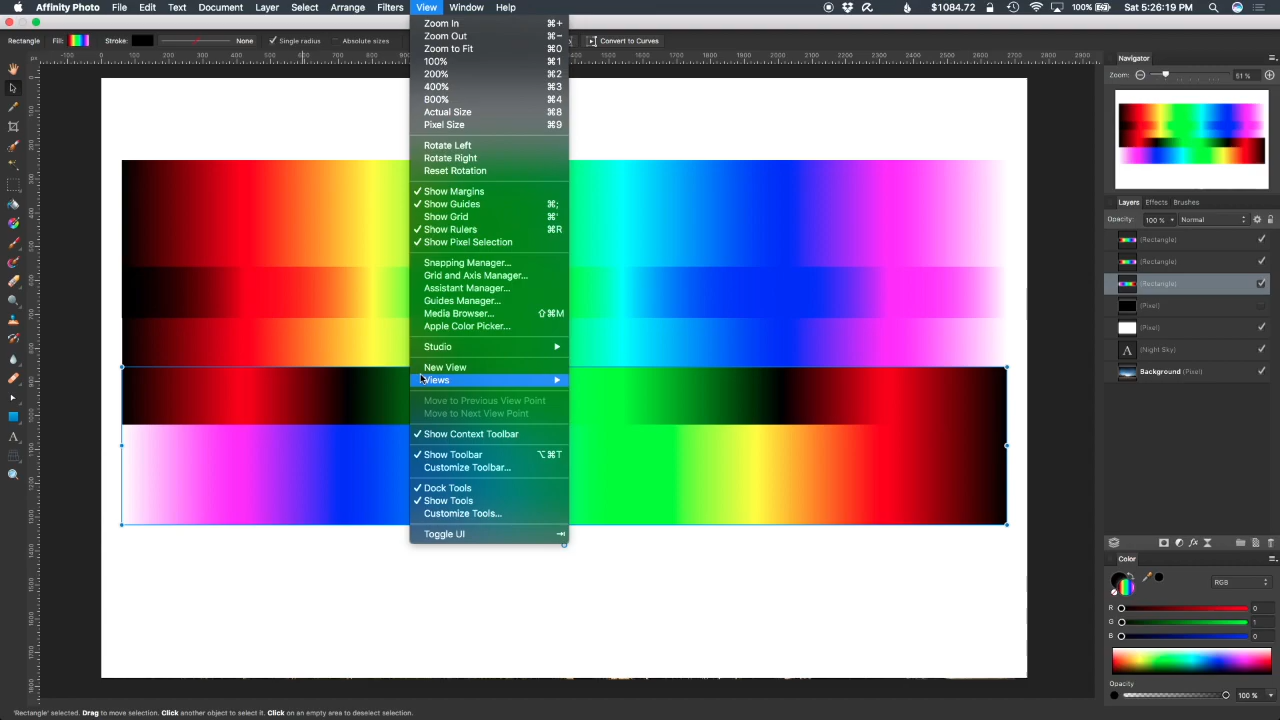 Affinity Photo File Edit Text Document Layer Select Arrange Filters View Window Help $1084.72 100% Sat 5:26:19 PM
Rectangle Fill: Stroke: None Single radius Absolute sizes Convert to Curves
Zoom In ⌘+
Zoom Out ⌘−
Zoom to Fit ⌘0
100% ⌘1
200% ⌘2
400% ⌘3
800% ⌘4
Actual Size ⌘8
Pixel Size ⌘9
Rotate Left
Rotate Right
Reset Rotation
✓ Show Margins
✓ Show Guides ⌘;
Show Grid ⌘'
✓ Show Rulers ⌘R
✓ Show Pixel Selection
Snapping Manager...
Grid and Axis Manager...
Assistant Manager...
Guides Manager...
Media Browser... ⇧⌘M
Apple Color Picker...
Studio
New View
Views
Move to Previous View Point
Move to Next View Point
✓ Show Context Toolbar
✓ Show Toolbar ⌥⌘T
Customize Toolbar...
✓ Dock Tools
✓ Show Tools
Customize Tools...
Toggle UI
Navigator
Zoom: 61 %
Layers Effects Brushes
Opacity: 100 % Normal
(Rectangle)
(Rectangle)
(Rectangle)
(Pixel)
(Pixel)
(Night Sky)
Background (Pixel)
Color
RGB
R 0
G 1
B 0
Opacity
100 %
'Rectangle' selected. Drag to move selection. Click another object to select it. Click on an empty area to deselect selection.